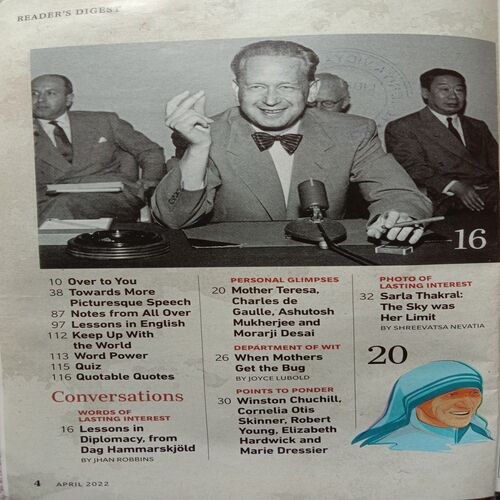 READER'S DIGEST
16
10 Over to You
38 Towards More
Picturesque Speech
87 Notes from All Over
97 Lessons in English
112 Keep Up With
the World
113 Word Power
115 Quiz
116 Quotable Quotes
Conversations
WORDS OF
LASTING INTEREST
16 Lessons in
Diplomacy, from
Dag Hammarskjöld
BY JHAN ROBBINS
PERSONAL GLIMPSES
20 Mother Teresa,
Charles de
Gaulle, Ashutosh
Mukherjee and
Morarji Desai
DEPARTMENT OF WIT
26 When Mothers
Get the Bug
BY JOYCE LUBOLD
POINTS TO PONDER
30 Winston Chuchill,
Cornelia Otis
Skinner, Robert
Young, Elizabeth
Hardwick and
Marie Dressier
PHOTO OF
LASTING INTEREST
32 Sarla Thakral:
The Sky was
Her Limit
BY SHREEVATSA NEVATIA
20
4 APRIL 2022